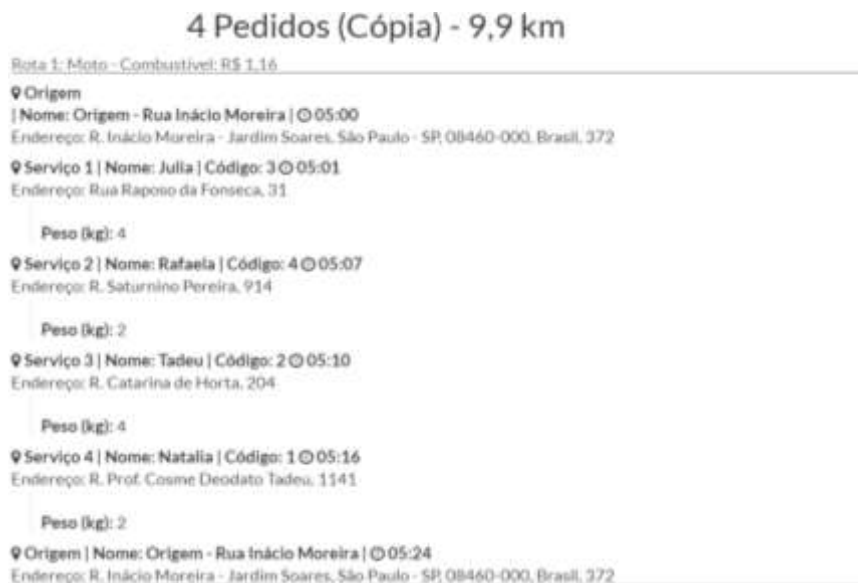 4 Pedidos (Cópia) - 9,9 km
Rota 1: Moto - Combustível: R$ 1,16
Origem
| Nome: Origem - Rua Inácio Moreira | 05:00
Endereço: R. Inácio Moreira - Jardim Soares, São Paulo - SP, 08460-000, Brasil, 372
Serviço 1 | Nome: Julia | Código: 3 05:01
Endereço: Rua Raposo da Fonseca, 31
Peso (kg): 4
Serviço 2 | Nome: Rafaela | Código: 4 05:07
Endereço: R. Saturnino Pereira, 914
Peso (kg): 2
Serviço 3 | Nome: Tadeu | Código: 2 05:10
Endereço: R. Catarina de Horta, 204
Peso (kg): 4
Serviço 4 | Nome: Natalia | Código: 1 05:16
Endereço: R. Prof. Cosme Deodato Tadeu, 1141
Peso (kg): 2
Origem | Nome: Origem - Rua Inácio Moreira | 05:24
Endereço: R. Inácio Moreira - Jardim Soares, São Paulo - SP, 08460-000, Brasil, 372